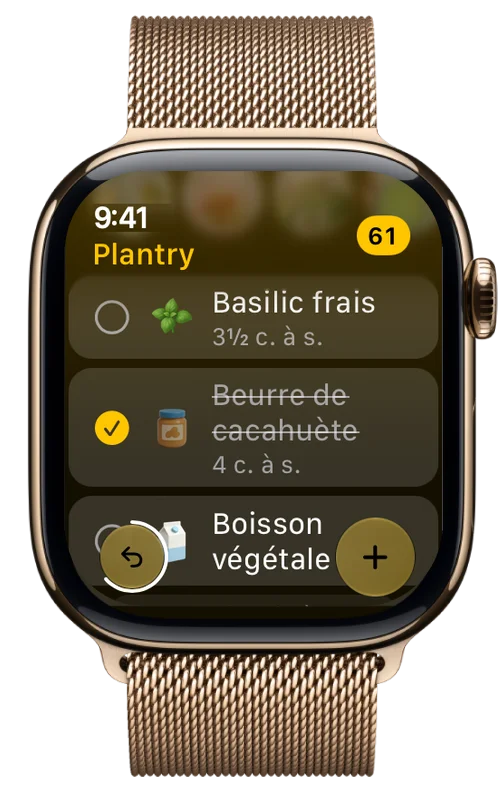 9:41
61
Plantry
Basilic frais
3½ c. à s.
Beurre de
cacahuète
4 c. à s.
Boisson
végétale